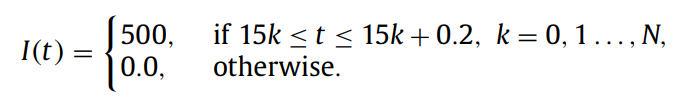 I(t) = { 500, if 15k ≤ t ≤ 15k + 0.2, k = 0, 1 . . . , N,
0.0, otherwise.